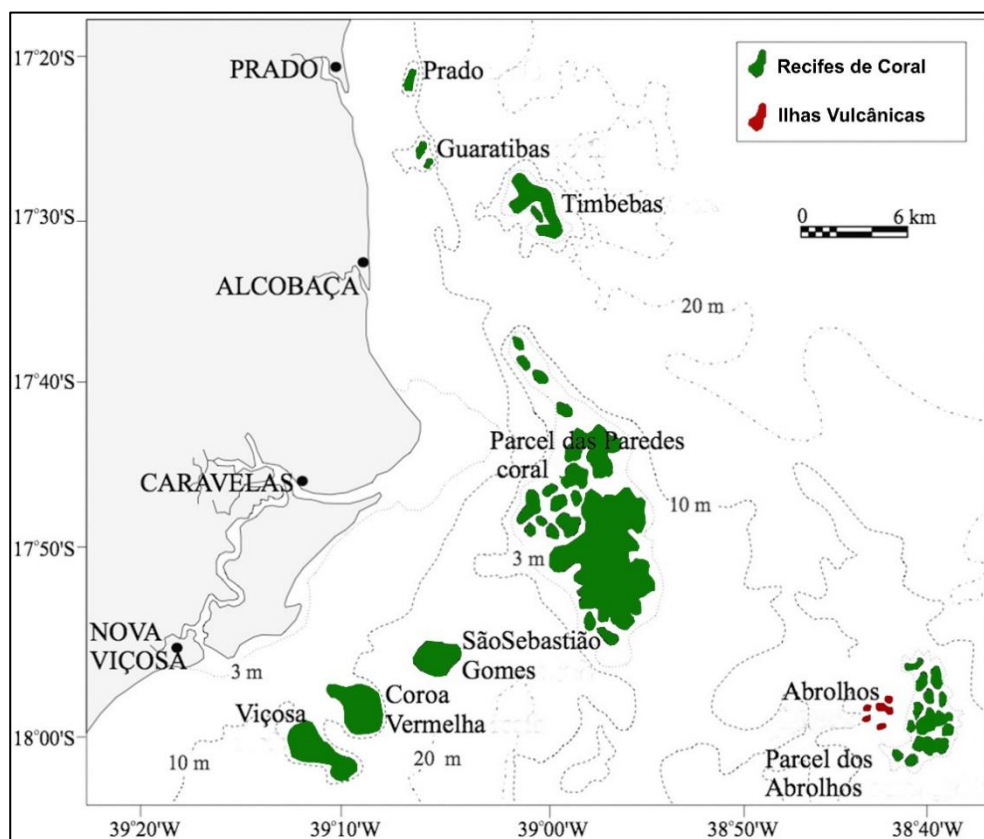 17°20'S
PRADO
Prado
Recifes de Coral
Ilhas Vulcânicas
Guaratibas
Timbebas
0 6 km
17°30'S
ALCOBAÇA
20 m
17°40'S
Parcel das Paredes
coral
CARAVELAS
10 m
17°50'S
3 m
NOVA
VIÇOSA
3 m
SãoSebastião
Gomes
Coroa
Vermelha
Viçosa
Abrolhos
18°00'S
10 m
20 m
Parcel dos
Abrolhos
39°20'W
39°10'W
39°00'W
38°50'W
38°40'W